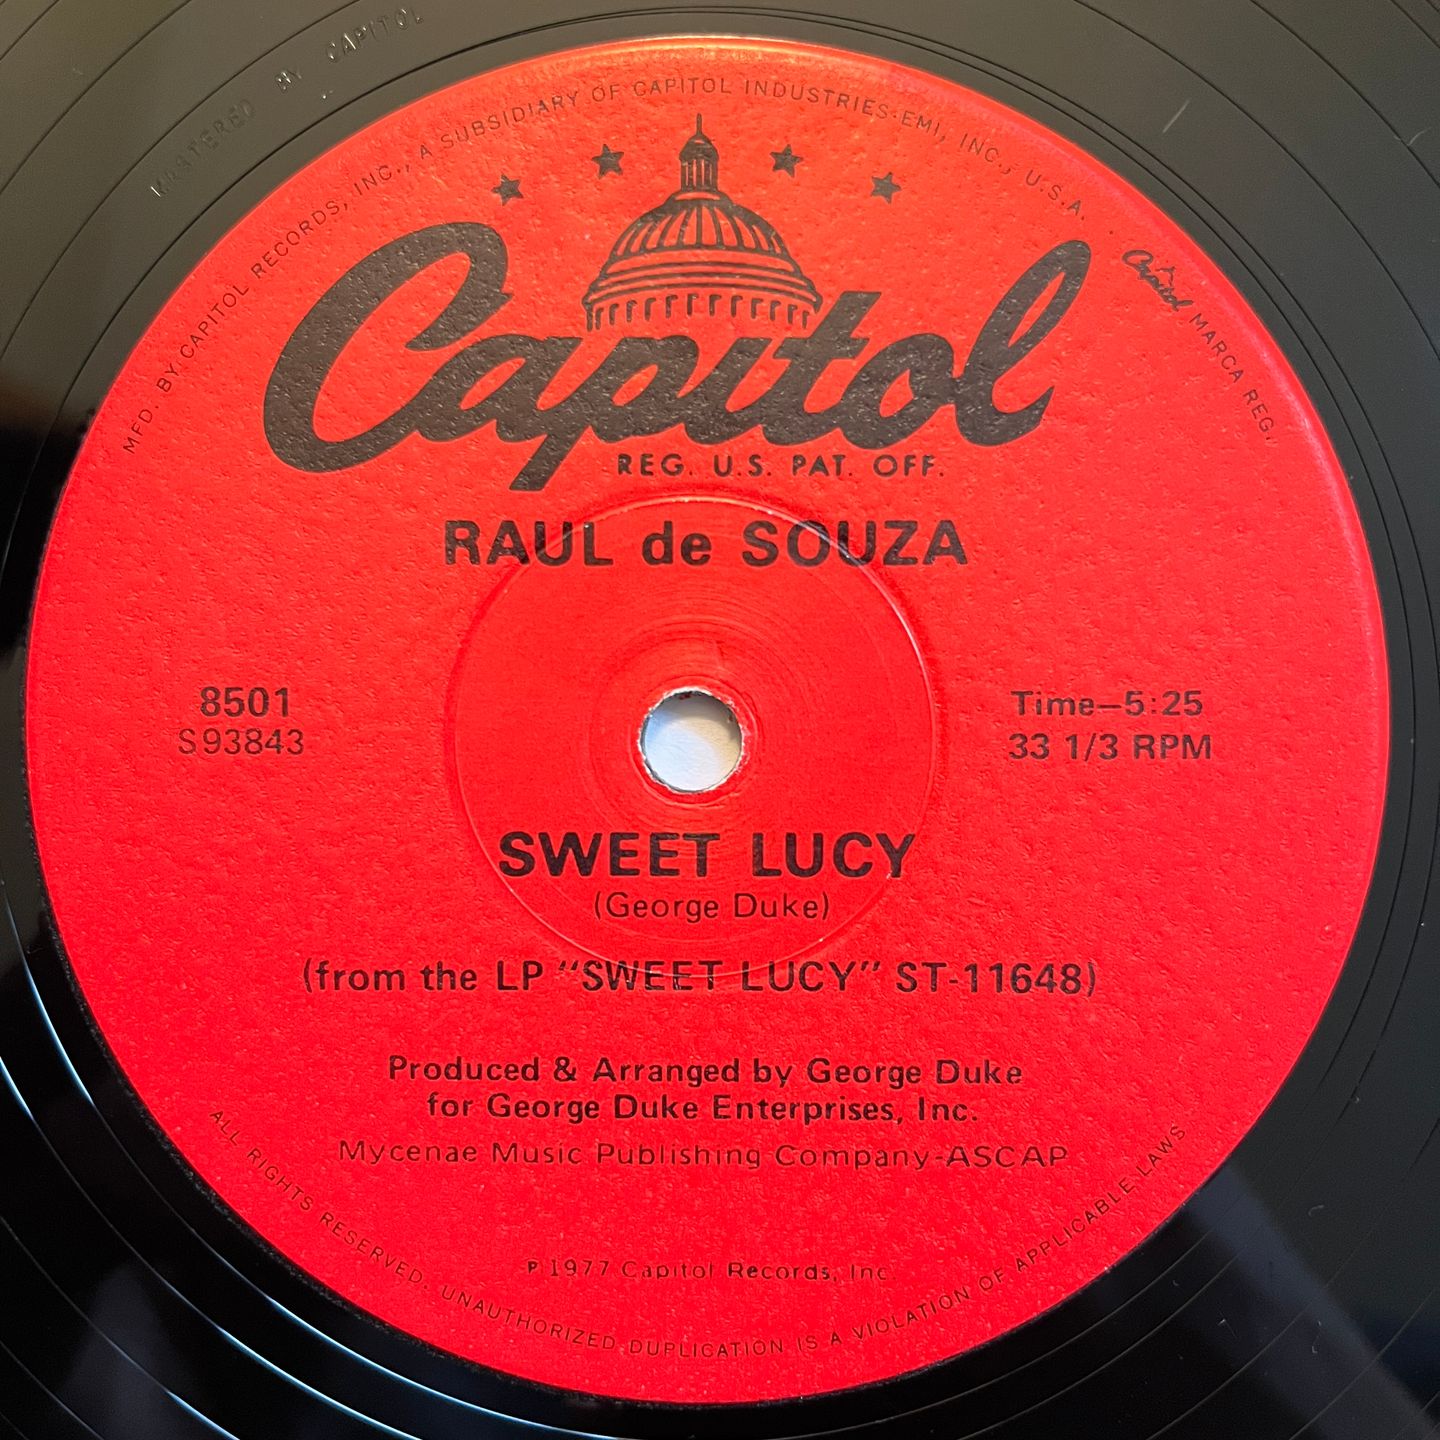 MASTERED BY CAPITOL
MFD. BY CAPITOL RECORDS, INC., A SUBSIDIARY OF CAPITOL INDUSTRIES-EMI, INC., U.S.A. . Capitol MARCA REG.
Capitol
REG. U.S. PAT. OFF.
RAUL de SOUZA
8501
S93843
Time—5:25
33 1/3 RPM
SWEET LUCY
(George Duke)
(from the LP "SWEET LUCY" ST-11648)
Produced & Arranged by George Duke
for George Duke Enterprises, Inc.
Mycenae Music Publishing Company-ASCAP
℗ 1977 Capitol Records, Inc.
ALL RIGHTS RESERVED. UNAUTHORIZED DUPLICATION IS A VIOLATION OF APPLICABLE LAWS